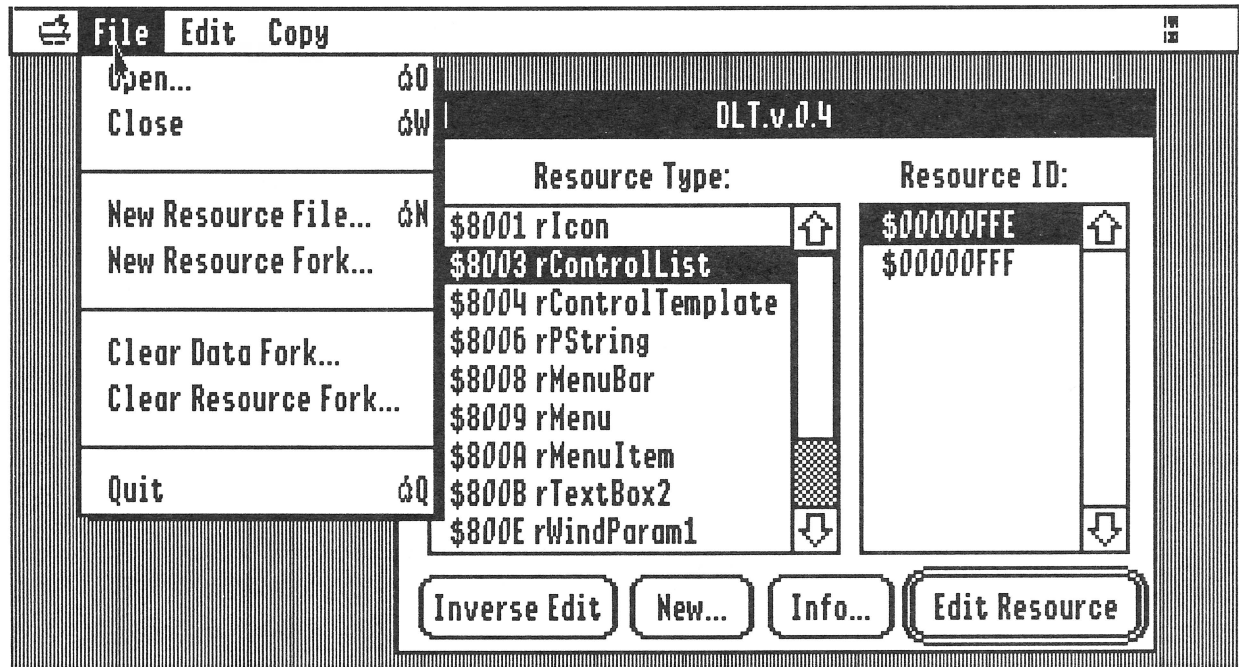 File Edit Copy
Open... ⌘O
Close ⌘W
New Resource File... ⌘N
New Resource Fork...
Clear Data Fork...
Clear Resource Fork...
Quit ⌘Q
DLT.v.0.4
Resource Type:
$8001 rIcon
$8003 rControlList
$8004 rControlTemplate
$8006 rPString
$8008 rMenuBar
$8009 rMenu
$800A rMenuItem
$800B rTextBox2
$800E rWindParam1
Resource ID:
$00000FFE
$00000FFF
Inverse Edit New... Info... Edit Resource